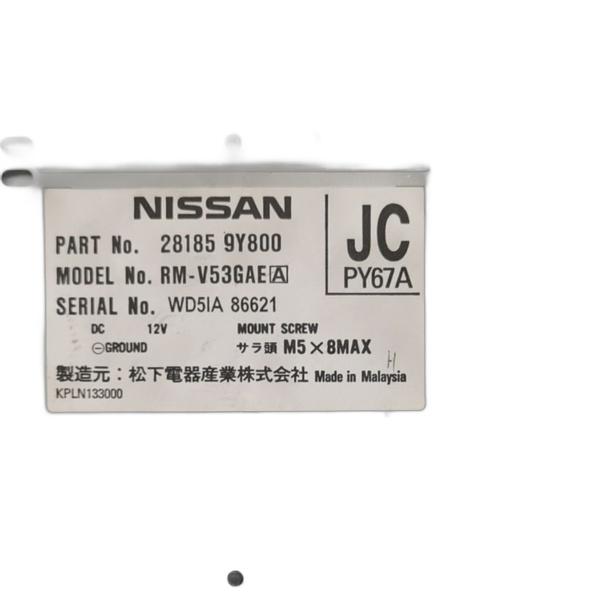 NISSAN
PART No. 28185 9Y800
MODEL No. RM-V53GAE A
SERIAL No. WD5IA 86621
JC
PY67A
DC 12V MOUNT SCREW
⊖GROUND サラ頭 M5×8MAX
H
製造元：松下電器産業株式会社 Made in Malaysia
KPLN133000